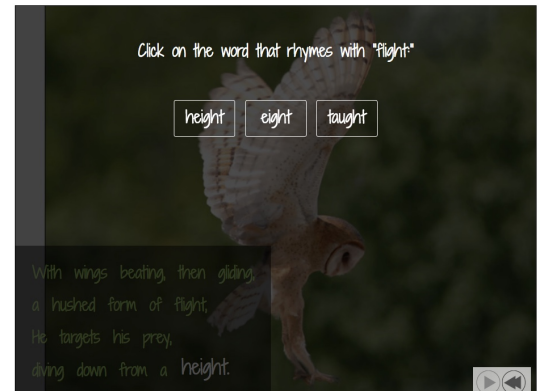 Click on the word that rhymes with "flight:"
height
eight
taught
With wings beating, then gliding,
a hushed form of flight,
He targets his prey,
diving down from a height.